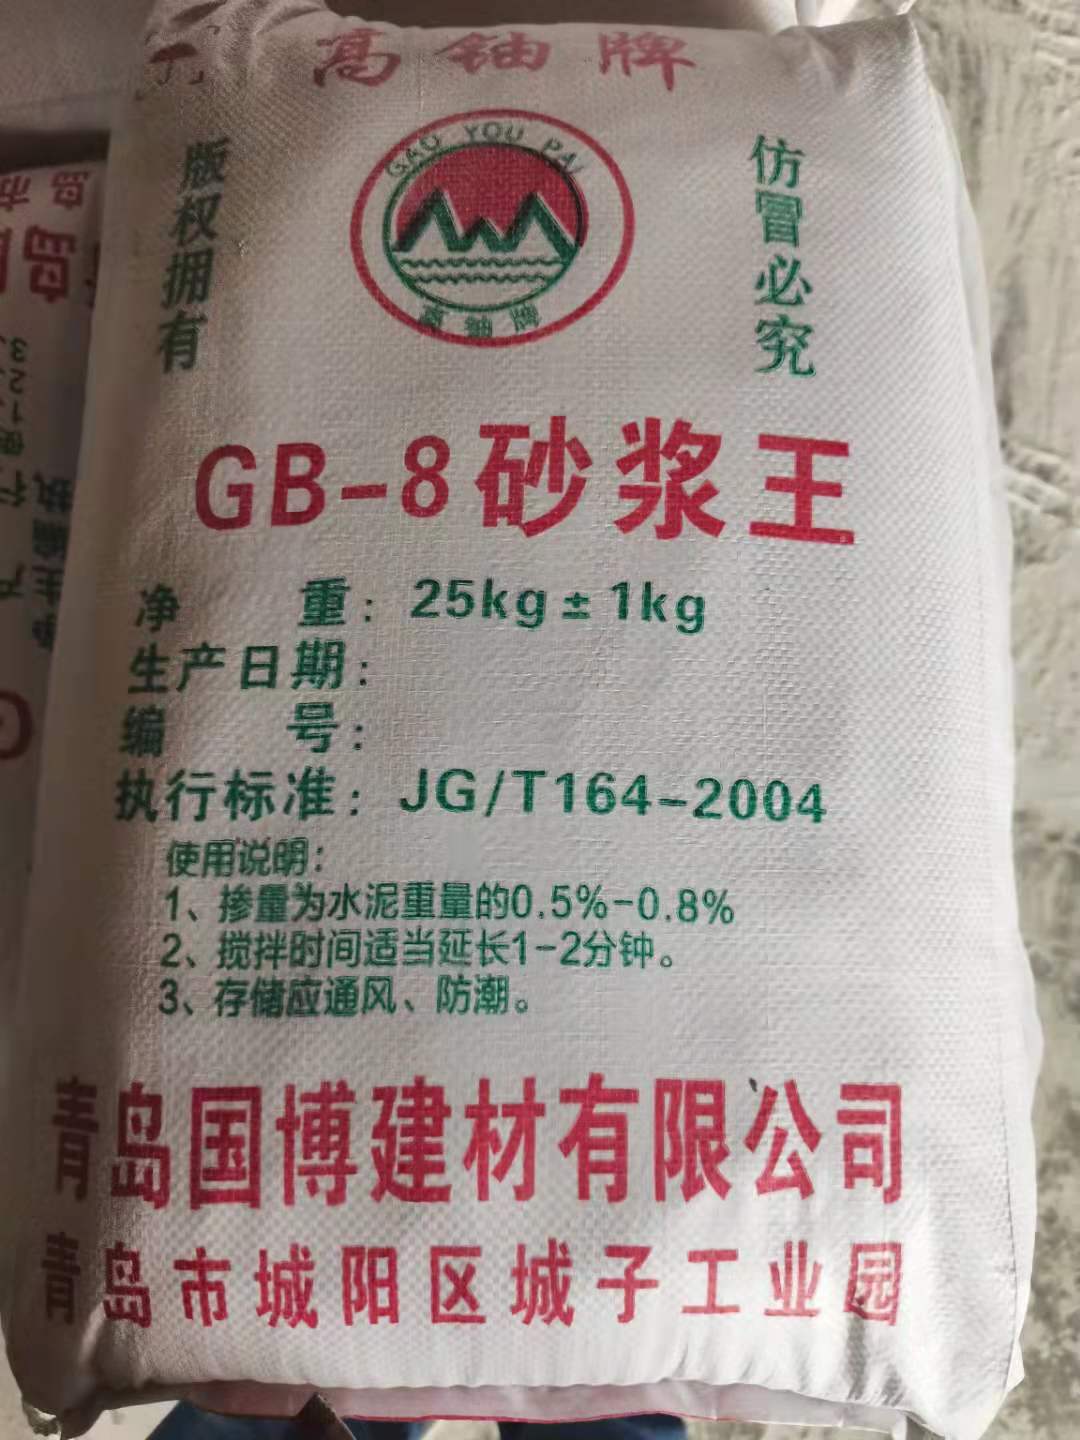 高铀牌
版权拥有
GAO YOU PAI
高铀牌
仿冒必究
GB-8砂浆王
净 重：25kg±1kg
生产日期：
编 号：
执行标准：JG/T164-2004
使用说明：
1、掺量为水泥重量的0.5%-0.8%
2、搅拌时间适当延长1-2分钟。
3、存储应通风、防潮。
青岛国博建材有限公司
青岛市城阳区城子工业园